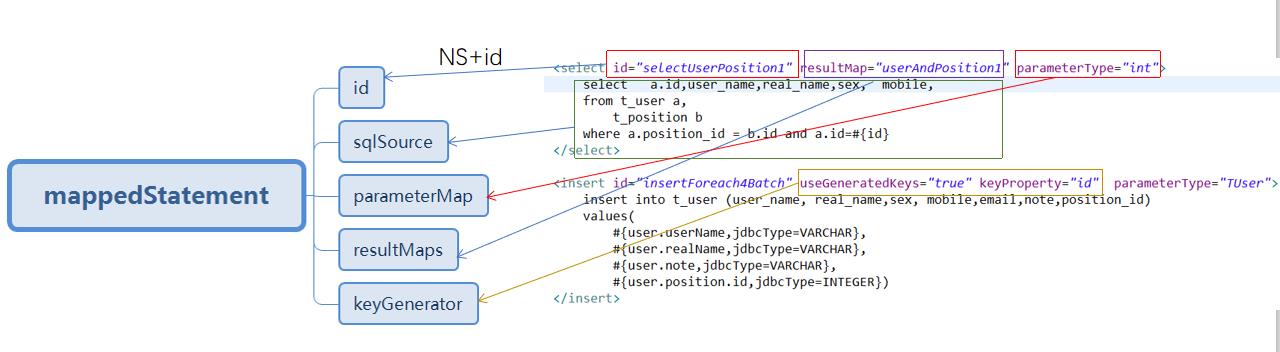 NS+id
mappedStatement
id
sqlSource
parameterMap
resultMaps
keyGenerator
<select id="selectUserPosition1" resultMap="userAndPosition1" parameterType="int">
select a.id,user_name,real_name,sex, mobile,
from t_user a,
t_position b
where a.position_id = b.id and a.id=#{id}
</select>
<insert id="insertForeach4Batch" useGeneratedKeys="true" keyProperty="id" parameterType="TUser">
insert into t_user (user_name, real_name,sex, mobile,email,note,position_id)
values(
#{user.userName,jdbcType=VARCHAR},
#{user.realName,jdbcType=VARCHAR},
#{user.note,jdbcType=VARCHAR},
#{user.position.id,jdbcType=INTEGER})
</insert>